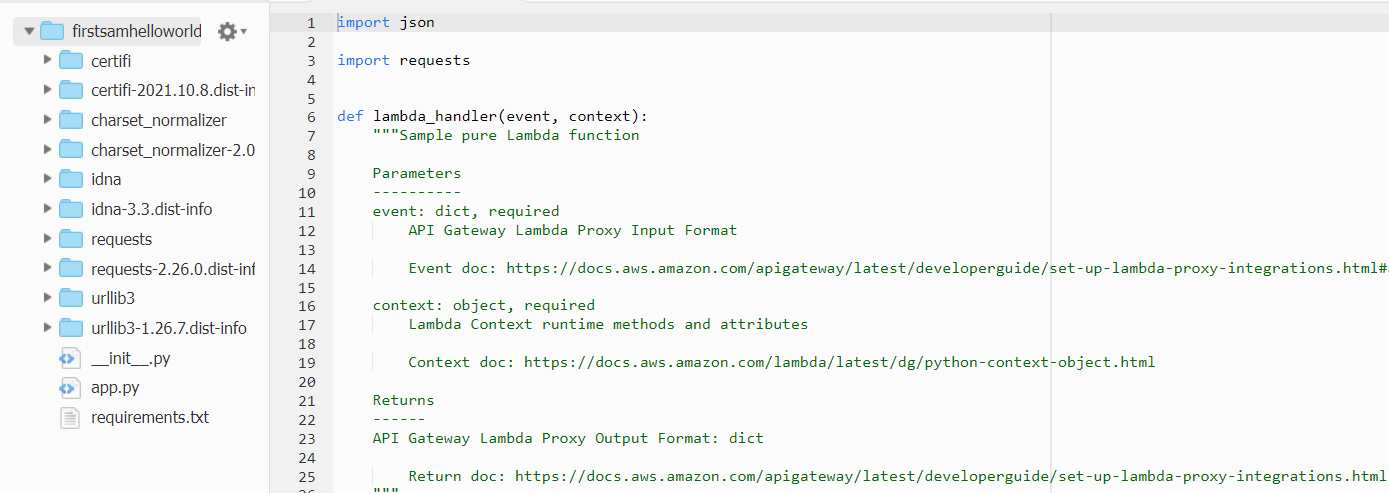 firstsamhelloworld
certifi
certifi-2021.10.8.dist-in
charset_normalizer
charset_normalizer-2.0
idna
idna-3.3.dist-info
requests
requests-2.26.0.dist-inf
urllib3
urllib3-1.26.7.dist-info
__init__.py
app.py
requirements.txt
1 import json
2
3 import requests
4
5
6 def lambda_handler(event, context):
7 """Sample pure Lambda function
8
9 Parameters
10 ----------
11 event: dict, required
12 API Gateway Lambda Proxy Input Format
13
14 Event doc: https://docs.aws.amazon.com/apigateway/latest/developerguide/set-up-lambda-proxy-integrations.html#
15
16 context: object, required
17 Lambda Context runtime methods and attributes
18
19 Context doc: https://docs.aws.amazon.com/lambda/latest/dg/python-context-object.html
20
21 Returns
22 ------
23 API Gateway Lambda Proxy Output Format: dict
24
25 Return doc: https://docs.aws.amazon.com/apigateway/latest/developerguide/set-up-lambda-proxy-integrations.html
"""